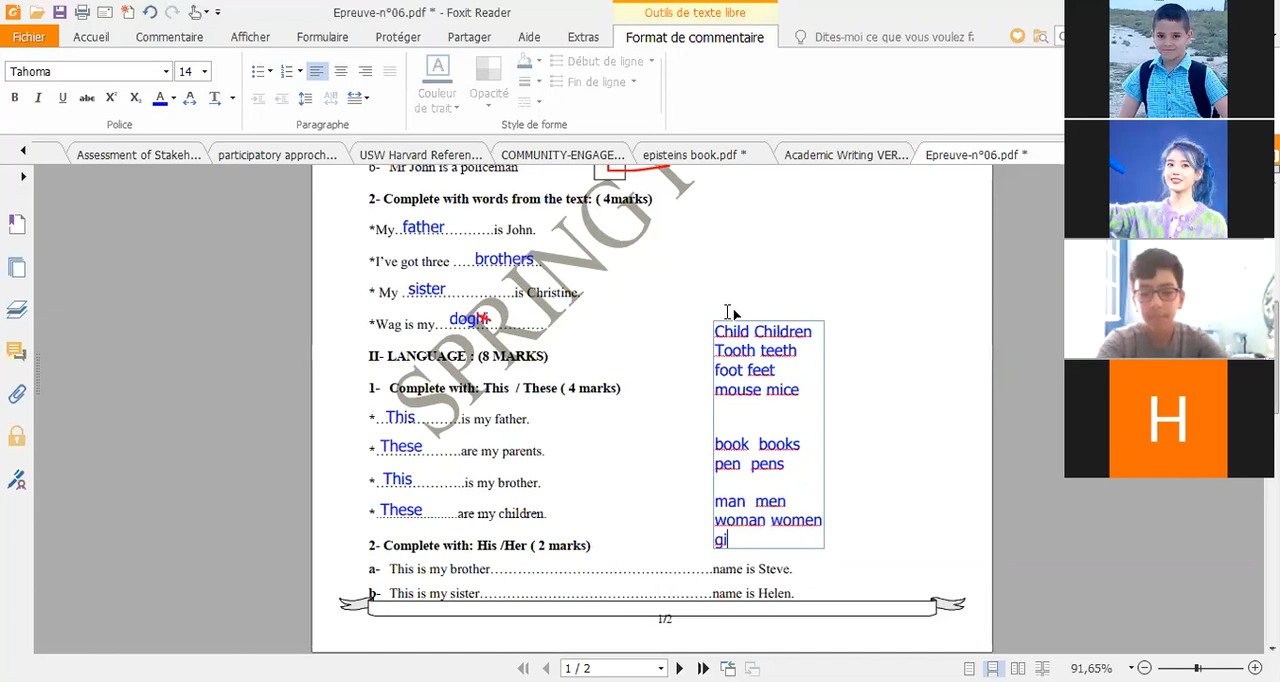 Epreuve-n°06.pdf * - Foxit Reader
Outils de texte libre
Fichier
Accueil
Commentaire
Afficher
Formulaire
Protéger
Partager
Aide
Extras
Format de commentaire
Dites-moi ce que vous voulez fa
Tahoma
14
Police
Paragraphe
Couleur de trait
Opacité
Début de ligne
Fin de ligne
Style de forme
Assessment of Stakeh...
participatory approch...
USW Harvard Referen...
COMMUNITY-ENGAGE...
episteins book.pdf *
Academic Writing VER...
Epreuve-n°06.pdf *
b- Mr John is a policeman
2- Complete with words from the text: ( 4marks)
*My father is John.
*I've got three brothers
* My sister is Christine.
*Wag is my
II- LANGUAGE : (8 MARKS)
1- Complete with: This / These ( 4 marks)
* This is my father.
* These are my parents.
* This is my brother.
* These are my children.
2- Complete with: His /Her ( 2 marks)
a- This is my brother………name is Steve.
b- This is my sister………name is Helen.
1/2
Child Children
Tooth teeth
foot feet
mouse mice
book books
pen pens
man men
woman women
gi
H
1 / 2
91,65%